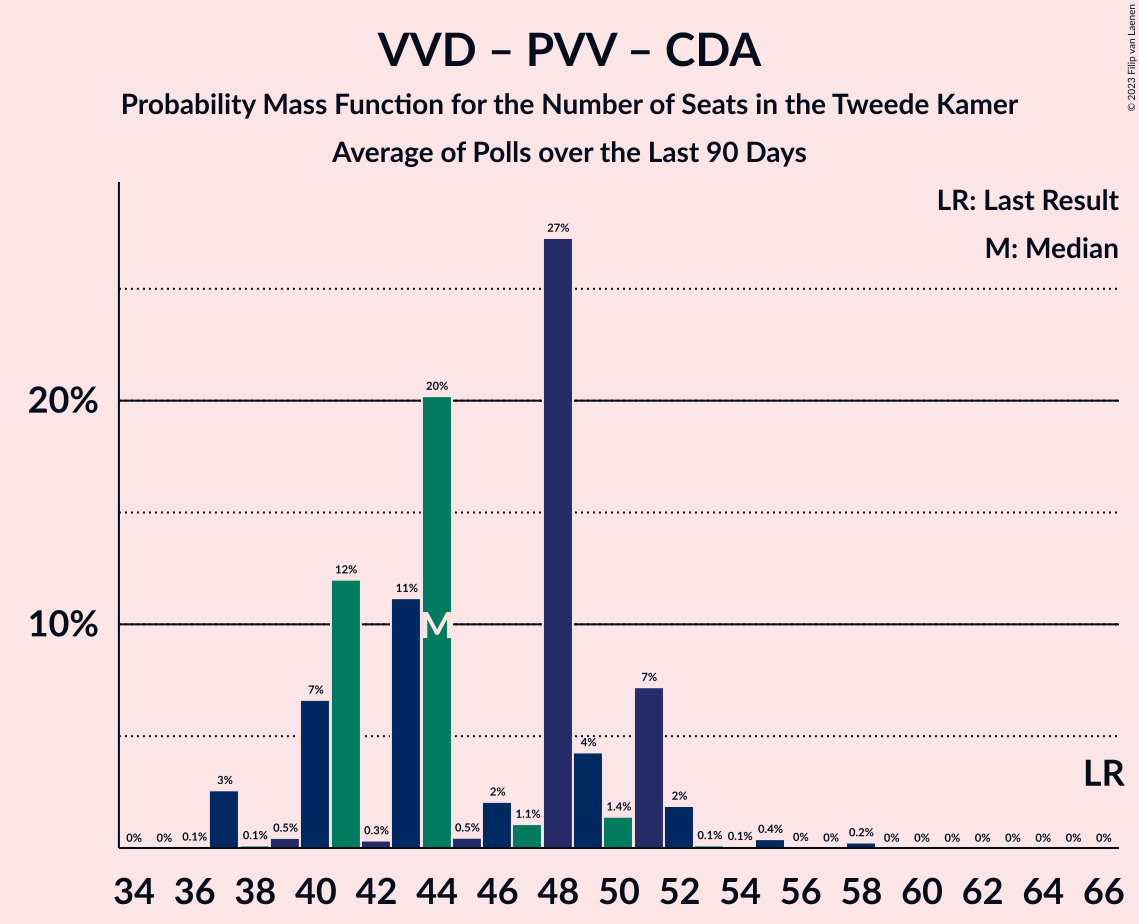 VVD – PVV – CDA
Probability Mass Function for the Number of Seats in the Tweede Kamer
Average of Polls over the Last 90 Days
© 2023 Filip van Laenen
LR: Last Result
M: Median
20%
10%
0% 0% 0.1% 3% 0.1% 0.5% 7% 12% 0.3% 11% 20% 0.5% 2% 1.1% 27% 4% 1.4% 7% 2% 0.1% 0.1% 0.4% 0% 0% 0.2% 0% 0% 0% 0% 0% 0% 0% 0%
M
LR
34 36 38 40 42 44 46 48 50 52 54 56 58 60 62 64 66